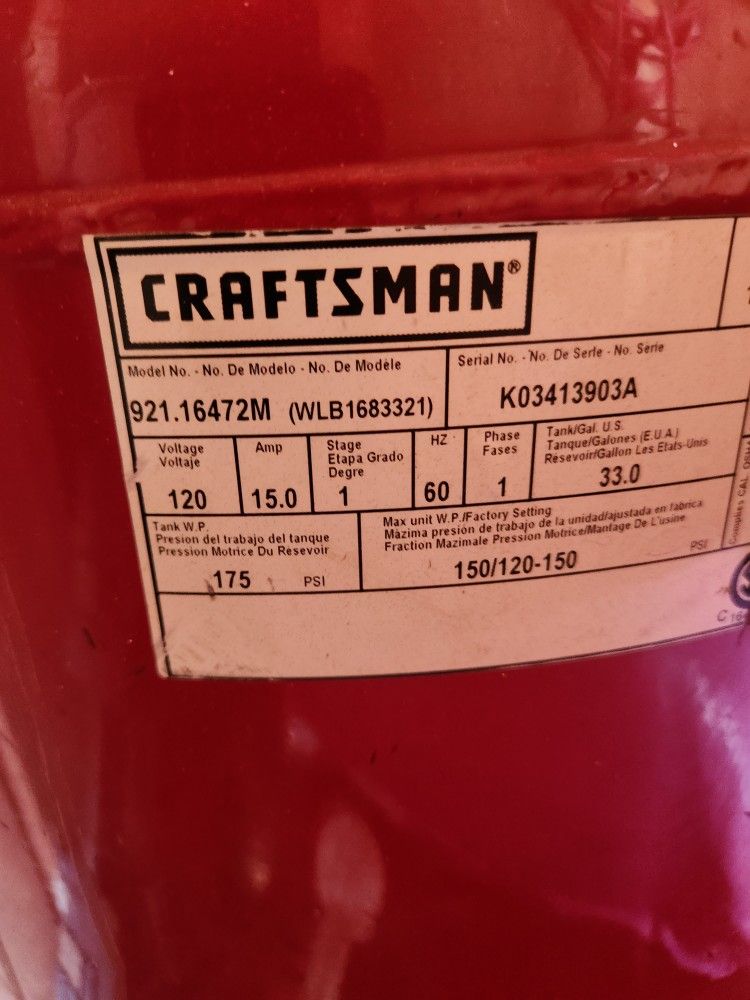 CRAFTSMAN®
Model No. - No. De Modelo - No. De Modèle
921.16472M (WLB1683321)
Serial No. - No. De Serie - No. Série
K03413903A
Voltage
Voltaje
120
Amp
15.0
Stage
Etapa Grado
Degre
1
HZ
60
Phase
Fases
1
Tank/Gal. U.S.
Tanque/Galones (E.U.A.)
Résevoir/Gallon Les Etats-Unis
33.0
Tank W.P.
Presion del trabajo del tanque
Pression Motrice Du Resevoir
175 PSI
Max unit W.P./Factory Setting
Màzima presión de trabajo de la unidad/ajustada en fabrica
Fraction Mazimale Pression Motrice/Mantage De L'usine
150/120-150
PSI